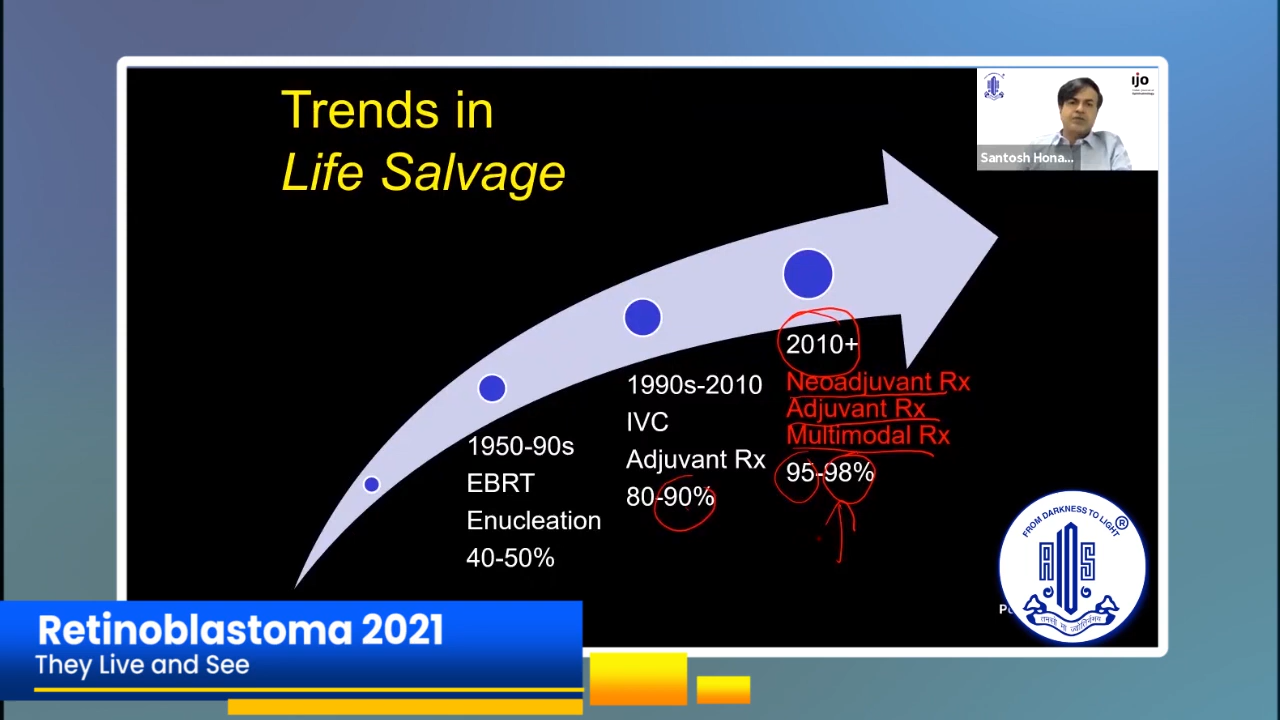 Trends in
Life Salvage
ijo
Santosh Hona...
2010+
Neoadjuvant Rx
Adjuvant Rx
Multimodal Rx
95-98%
1990s-2010
IVC
Adjuvant Rx
80-90%
1950-90s
EBRT
Enucleation
40-50%
FROM DARKNESS TO LIGHT
®
AIOS
तमसो मा ज्योतिर्गमय
Retinoblastoma 2021
They Live and See